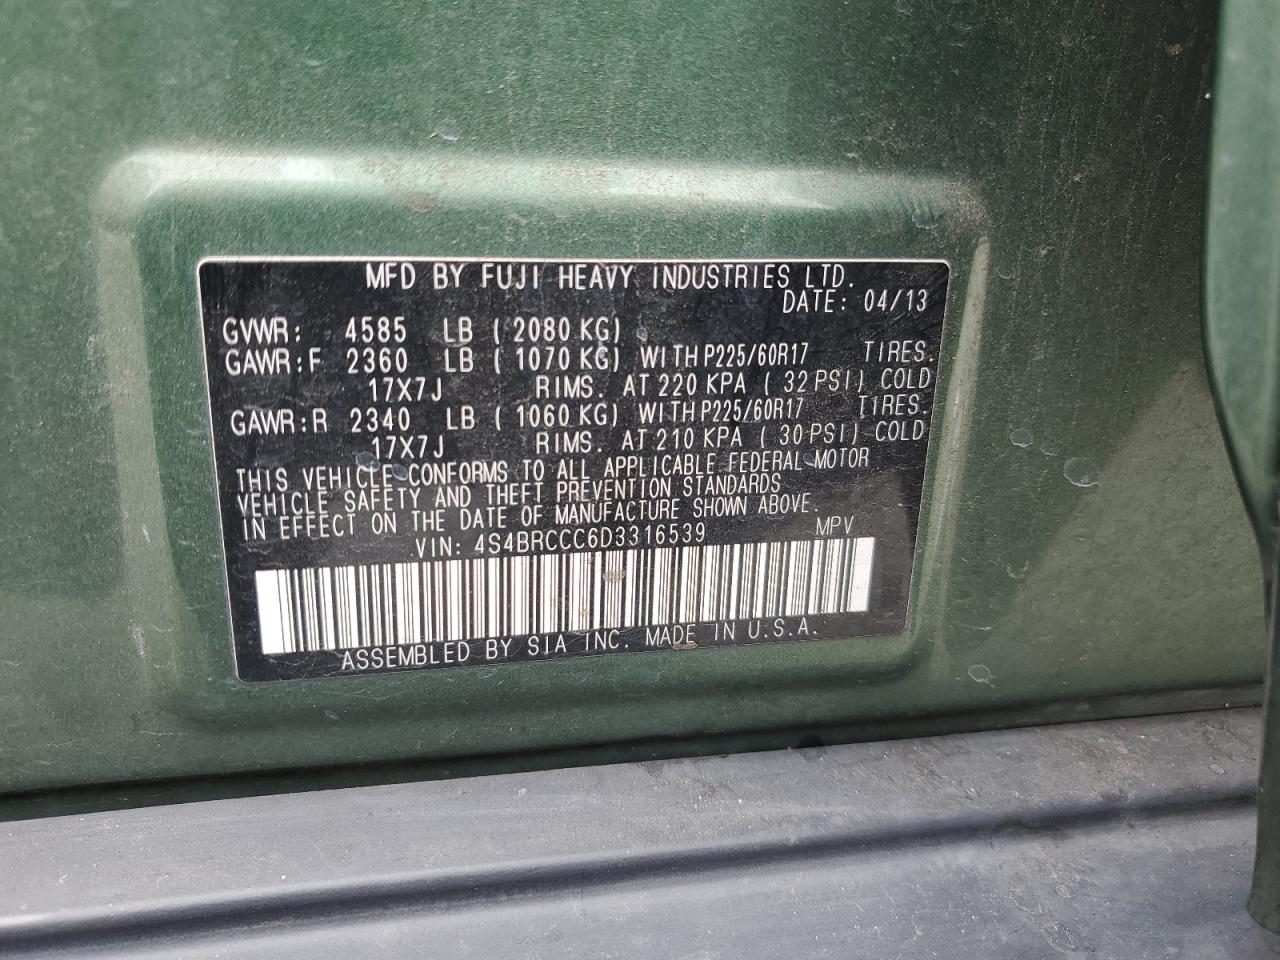 MFD BY FUJI HEAVY INDUSTRIES LTD.
DATE: 04/13
GVWR: 4585 LB ( 2080 KG)
GAWR:F 2360 LB ( 1070 KG) WITH P225/60R17 TIRES.
17X7J RIMS. AT 220 KPA ( 32 PSI) COLD
GAWR:R 2340 LB ( 1060 KG) WITH P225/60R17 TIRES.
17X7J RIMS. AT 210 KPA ( 30 PSI) COLD
THIS VEHICLE CONFORMS TO ALL APPLICABLE FEDERAL MOTOR
VEHICLE SAFETY AND THEFT PREVENTION STANDARDS
IN EFFECT ON THE DATE OF MANUFACTURE SHOWN ABOVE.
VIN: 4S4BRCCC6D3316539 MPV
ASSEMBLED BY SIA INC. MADE IN U.S.A.